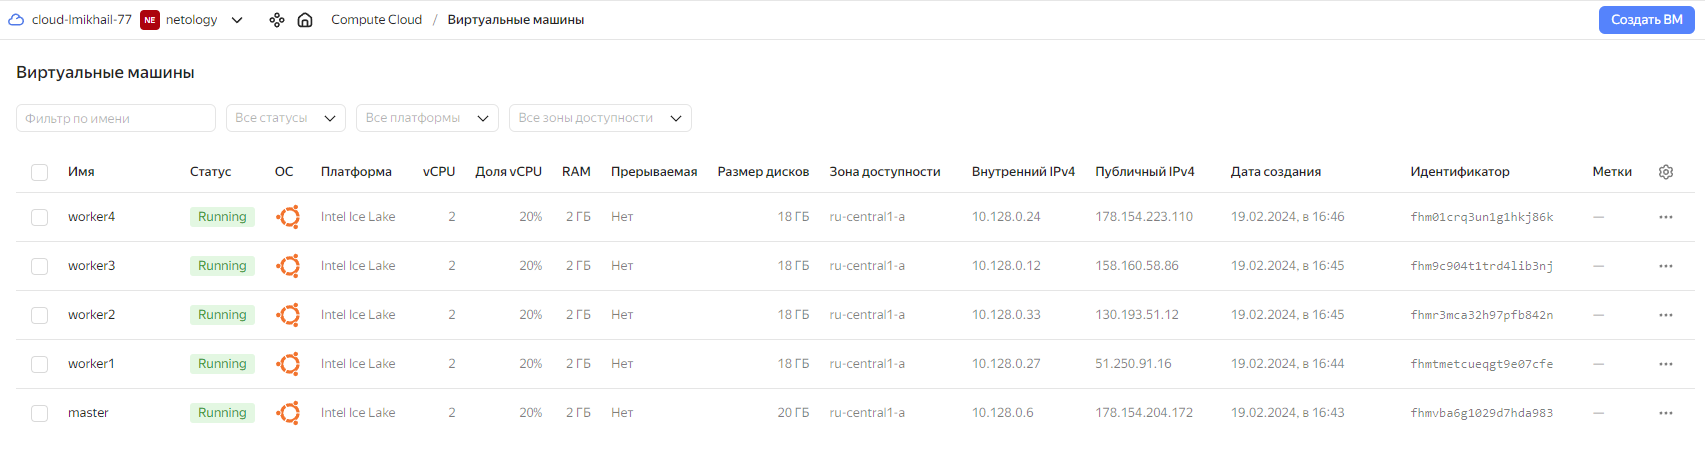 cloud-lmikhail-77 NE netology Compute Cloud / Виртуальные машины Создать ВМ
Виртуальные машины
Фильтр по имени Все статусы Все платформы Все зоны доступности
Имя Статус ОС Платформа vCPU Доля vCPU RAM Прерываемая Размер дисков Зона доступности Внутренний IPv4 Публичный IPv4 Дата создания Идентификатор Метки
worker4 Running Intel Ice Lake 2 20% 2 ГБ Нет 18 ГБ ru-central1-a 10.128.0.24 178.154.223.110 19.02.2024, в 16:46 fhm01crq3un1g1hkj86k —
worker3 Running Intel Ice Lake 2 20% 2 ГБ Нет 18 ГБ ru-central1-a 10.128.0.12 158.160.58.86 19.02.2024, в 16:45 fhm9c904t1trd4lib3nj —
worker2 Running Intel Ice Lake 2 20% 2 ГБ Нет 18 ГБ ru-central1-a 10.128.0.33 130.193.51.12 19.02.2024, в 16:45 fhmr3mca32h97pfb842n —
worker1 Running Intel Ice Lake 2 20% 2 ГБ Нет 18 ГБ ru-central1-a 10.128.0.27 51.250.91.16 19.02.2024, в 16:44 fhmtmetcueqgt9e07cfe —
master Running Intel Ice Lake 2 20% 2 ГБ Нет 20 ГБ ru-central1-a 10.128.0.6 178.154.204.172 19.02.2024, в 16:43 fhmvba6g1029d7hda983 —